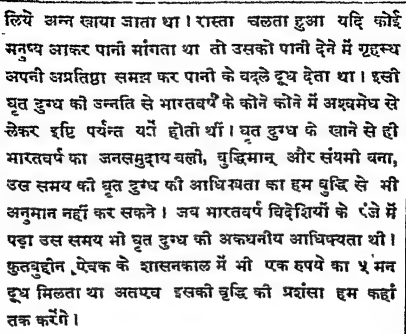 लिये अन्न खाया जाता था। रास्ता चलता हुआ यदि कोई
मनुष्य आकर पानी मांगता था तो उसको पानी देने में गृहस्थ
अपनी अप्रतिष्ठा समझ कर पानी के बदले दूध देता था। इसी
घृत दुग्ध की उन्नति से भारतवर्ष के कोने कोने में अश्वमेध से
लेकर इष्टि पर्यन्त यज्ञें होती थीं। घृत दुग्ध के खाने से ही
भारतवर्ष का जनसमुदाय बली, बुद्धिमान् और संयमी बना,
उस समय की घृत दुग्ध की आधिक्यता का हम बुद्धि से भी
अनुमान नहीं कर सकते। जब भारतवर्ष विदेशियों के पंजे में
पड़ा उस समय भी घृत दुग्ध की अकथनीय आधिक्यता थी।
कुतबुद्दीन ऐबक के शासनकाल में भी एक रुपये का ५ मन
दूध मिलता था अतएव इसकी वृद्धि की प्रशंसा हम कहां
तक करेंगे।